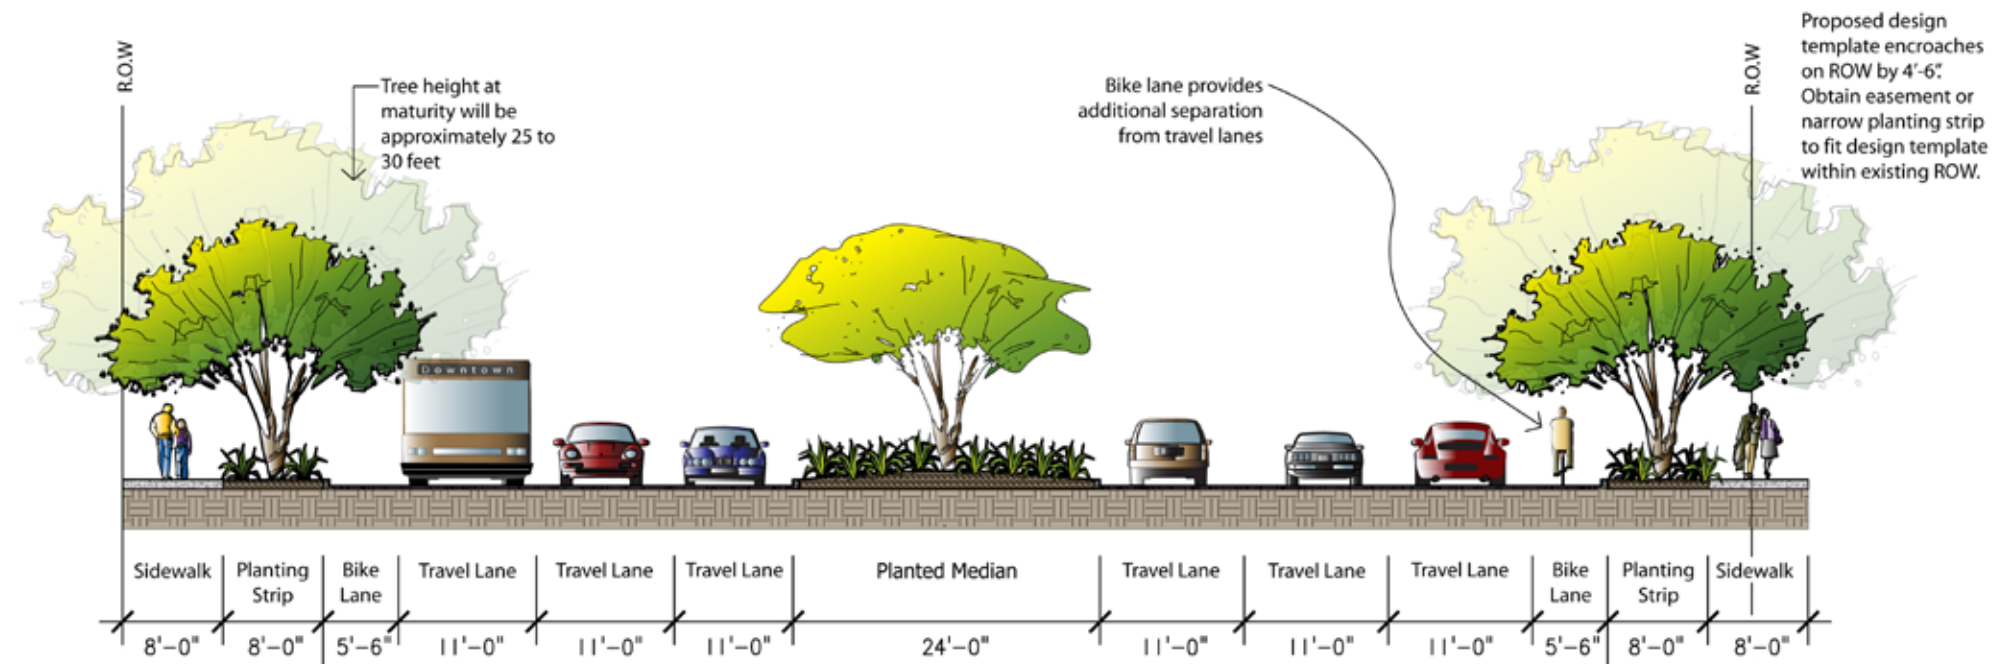 R.O.W
Tree height at
maturity will be
approximately 25 to
30 feet
Bike lane provides
additional separation
from travel lanes
R.O.W
Proposed design
template encroaches
on ROW by 4'-6".
Obtain easement or
narrow planting strip
to fit design template
within existing ROW.
Downtown
Sidewalk
Planting
Strip
Bike
Lane
Travel Lane
Travel Lane
Travel Lane
Planted Median
Travel Lane
Travel Lane
Travel Lane
Bike
Lane
Planting
Strip
Sidewalk
8'-0"
8'-0"
5'-6"
11'-0"
11'-0"
11'-0"
24'-0"
11'-0"
11'-0"
11'-0"
5'-6"
8'-0"
8'-0"